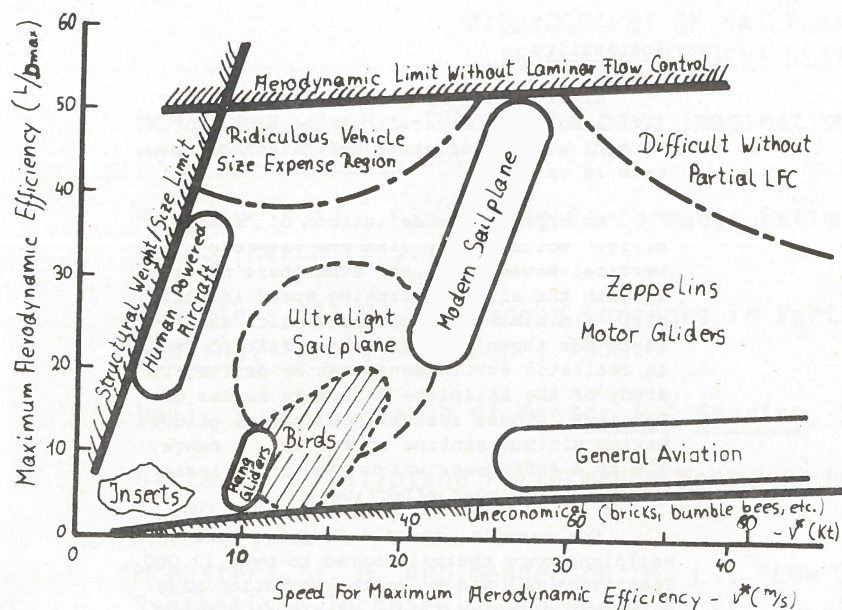 60
50
40
30
20
10
0
Maximum Aerodynamic Efficiency (L/Dmax)
Aerodynamic Limit Without Laminar Flow Control
Structural Weight/Size Limit
Ridiculous Vehicle
Size Expense Region
Difficult Without
Partial LFC
Human Powered
Aircraft
Modern Sailplane
Zeppelins
Motor Gliders
Ultralight
Sailplane
Birds
Hang
Gliders
Insects
General Aviation
Uneconomical (bricks, bumble bees, etc.)
20
40
60
80
- V* (Kt)
0
10
20
30
40
Speed For Maximum Aerodynamic Efficiency - V* (m/s)